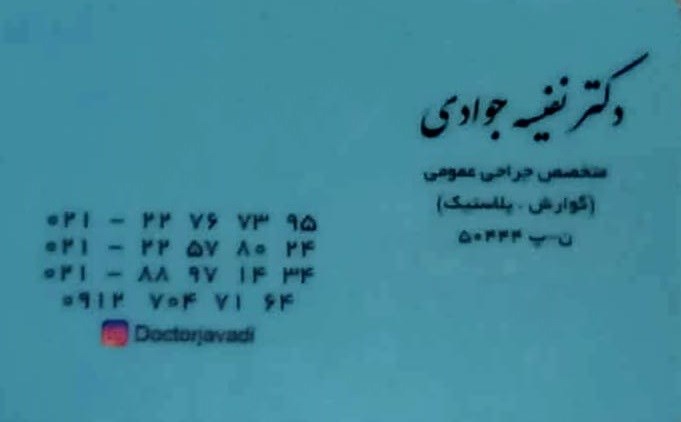 دکتر نفیسه جوادی
متخصص جراحی عمومی
(گوارش - پلاستیک)
ن-پ ۵۰۴۴۴
۰۲۱ - ۲۲ ۷۶ ۷۳ ۹۵
۰۲۱ - ۲۲ ۵۷ ۸۰ ۲۴
۰۲۱ - ۸۸ ۹۷ ۱۴ ۳۴
۰۹۱۲ ۷۰۴ ۷۱ ۶۴
Doctorjavadi